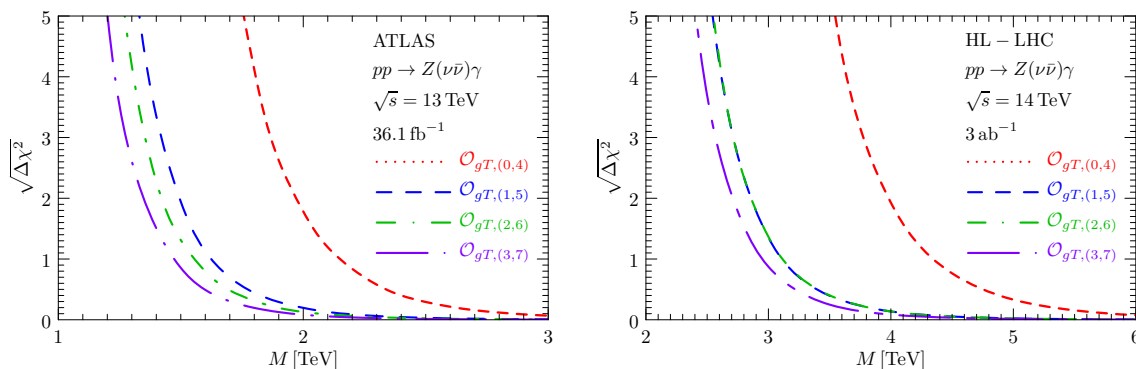 5
4
3
2
1
0
√Δχ²
ATLAS
pp → Z(νν̄)γ
√s = 13 TeV
36.1 fb⁻¹
𝒪gT,(0,4)
𝒪gT,(1,5)
𝒪gT,(2,6)
𝒪gT,(3,7)
1 2 3
M [TeV]
5
4
3
2
1
0
√Δχ²
HL − LHC
pp → Z(νν̄)γ
√s = 14 TeV
3 ab⁻¹
𝒪gT,(0,4)
𝒪gT,(1,5)
𝒪gT,(2,6)
𝒪gT,(3,7)
2 3 4 5 6
M [TeV]